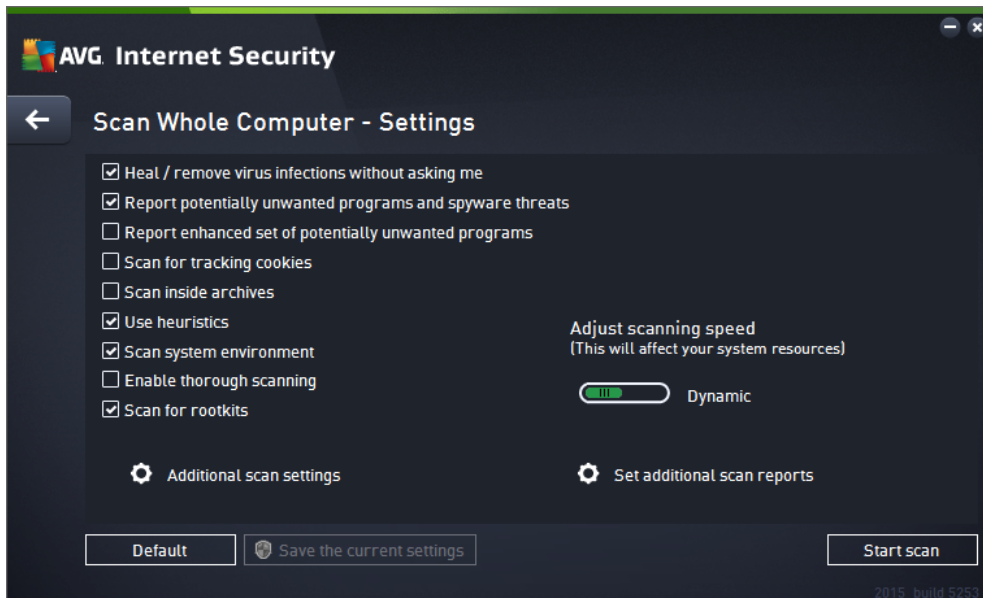 AVG. Internet Security
Scan Whole Computer - Settings
Heal / remove virus infections without asking me
Report potentially unwanted programs and spyware threats
Report enhanced set of potentially unwanted programs
Scan for tracking cookies
Scan inside archives
Use heuristics
Scan system environment
Enable thorough scanning
Scan for rootkits
Adjust scanning speed
(This will affect your system resources)
Dynamic
Additional scan settings
Set additional scan reports
Default
Save the current settings
Start scan
2015 build 5253